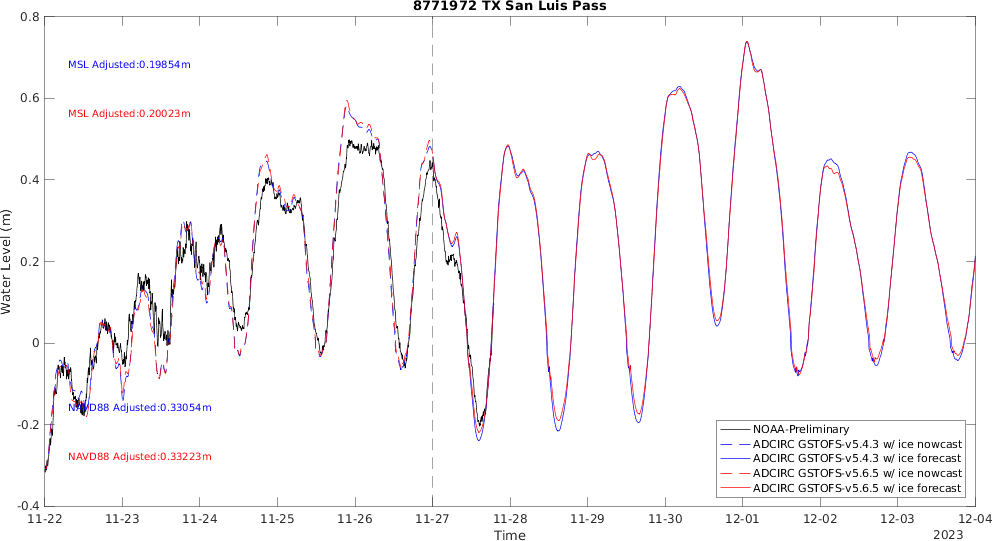 8771972 TX San Luis Pass
0.8
0.6
0.4
0.2
0
-0.2
-0.4
Water Level (m)
MSL Adjusted:0.19854m
MSL Adjusted:0.20023m
NAVD88 Adjusted:0.33054m
NAVD88 Adjusted:0.33223m
NOAA-Preliminary
ADCIRC GSTOFS-v5.4.3 w/ ice nowcast
ADCIRC GSTOFS-v5.4.3 w/ ice forecast
ADCIRC GSTOFS-v5.6.5 w/ ice nowcast
ADCIRC GSTOFS-v5.6.5 w/ ice forecast
11-22 11-23 11-24 11-25 11-26 11-27 11-28 11-29 11-30 12-01 12-02 12-03 12-04
Time
2023